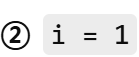 ② i = 1